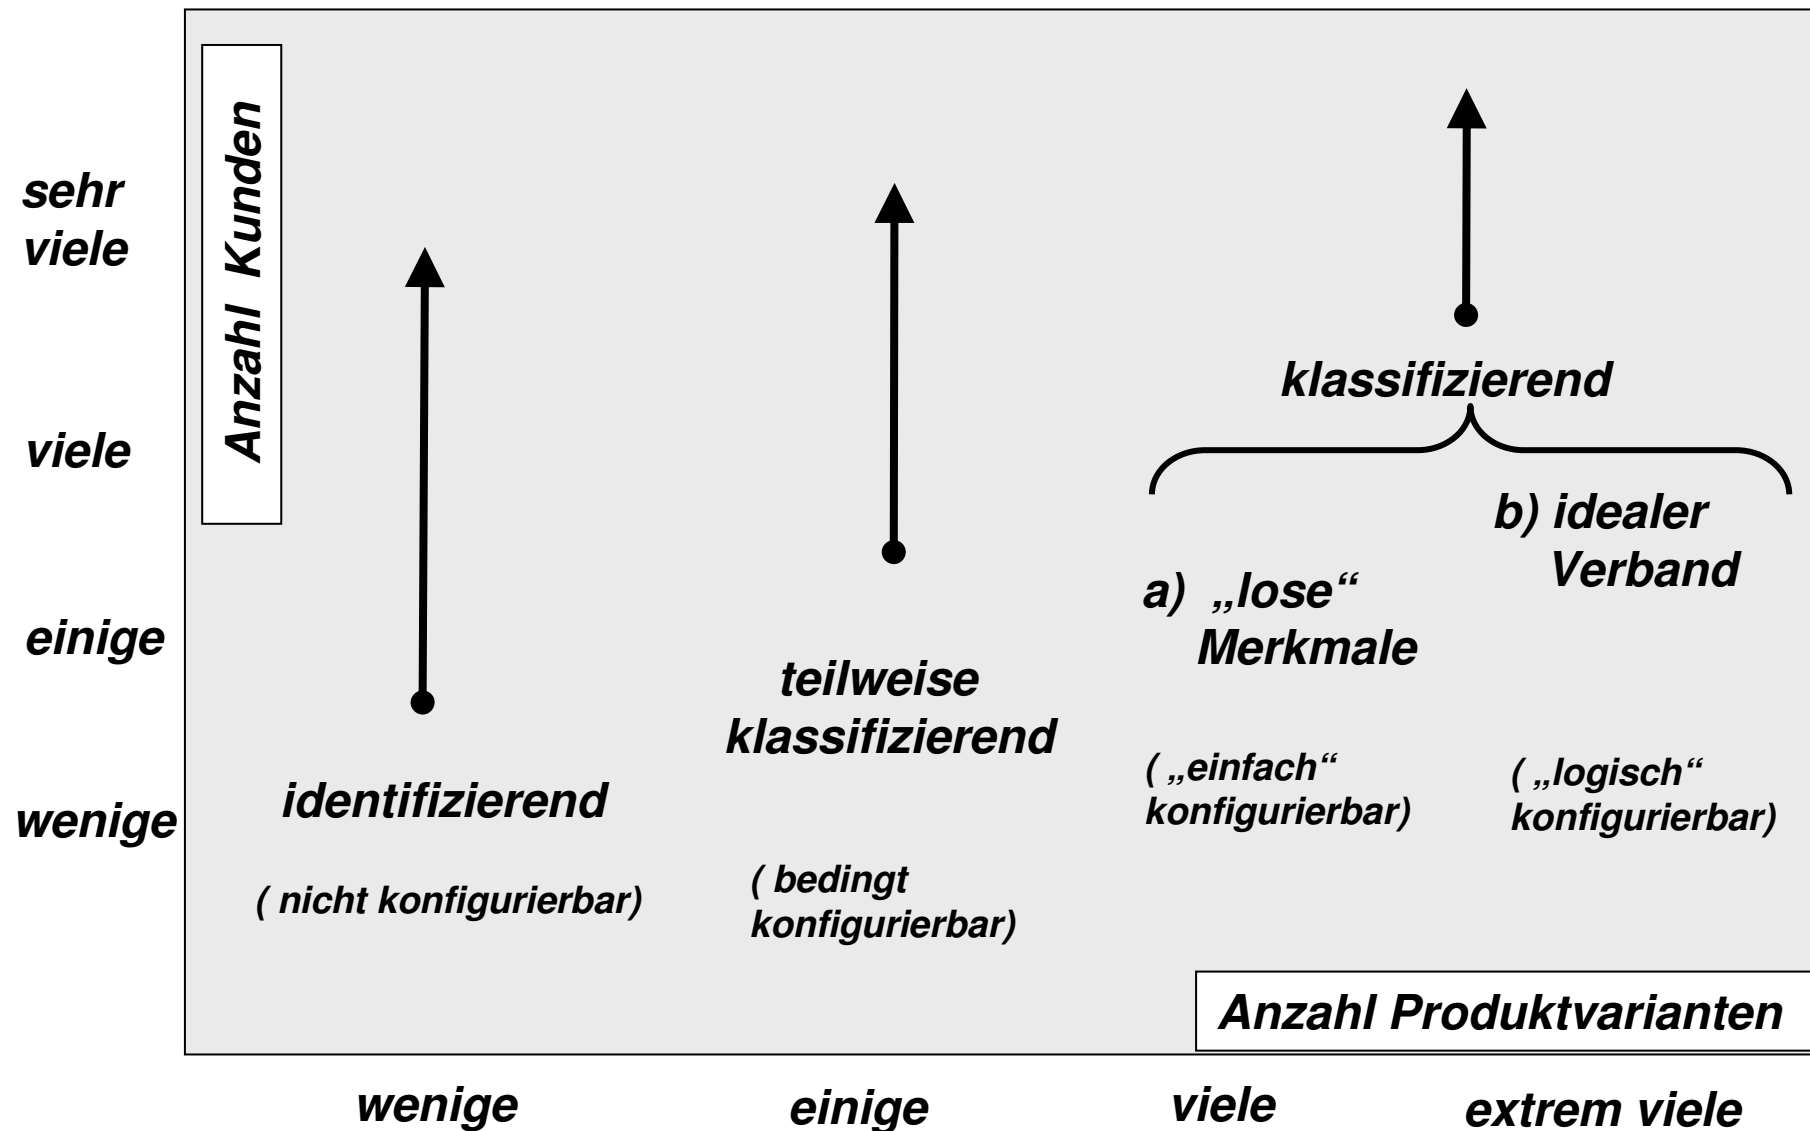 Anzahl Kunden
sehr
viele
viele
einige
wenige
identifizierend
( nicht konfigurierbar)
teilweise
klassifizierend
( bedingt
konfigurierbar)
klassifizierend
a) „lose“
Merkmale
( „einfach“
konfigurierbar)
b) idealer
Verband
( „logisch“
konfigurierbar)
Anzahl Produktvarianten
wenige
einige
viele
extrem viele